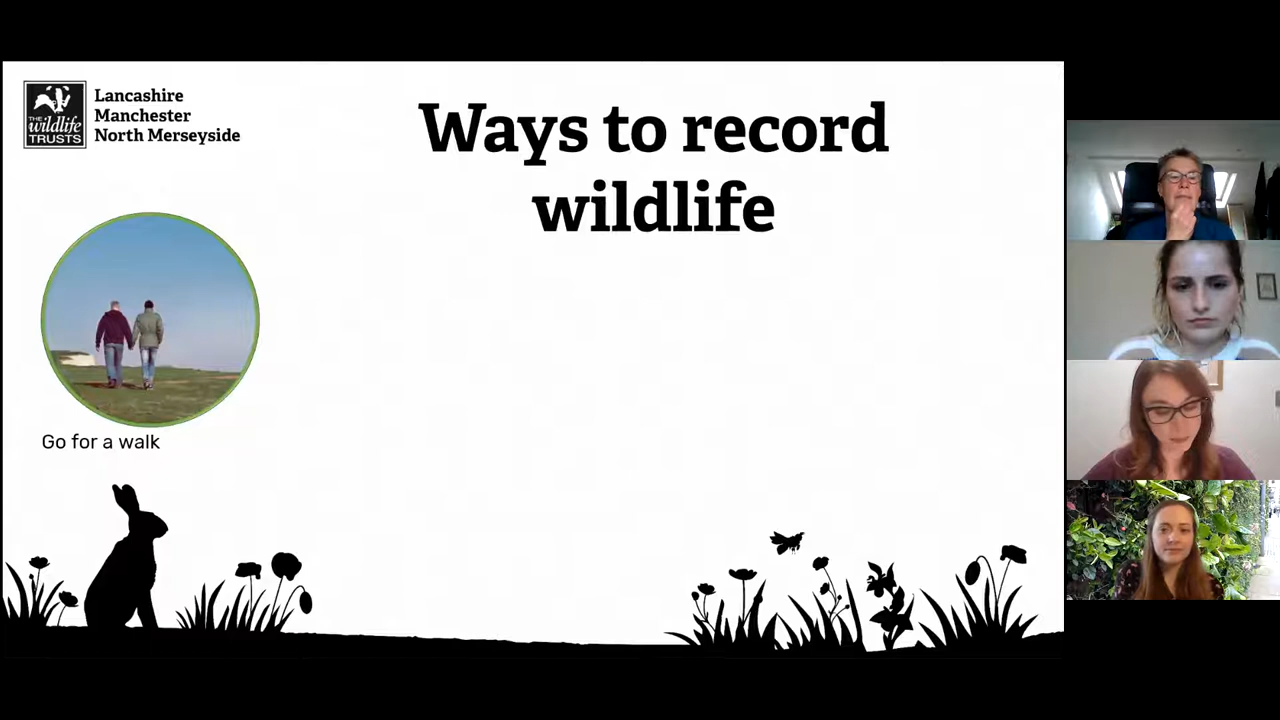 Lancashire
Manchester
North Merseyside
THE
wildlife
TRUSTS
Ways to record
wildlife
Go for a walk